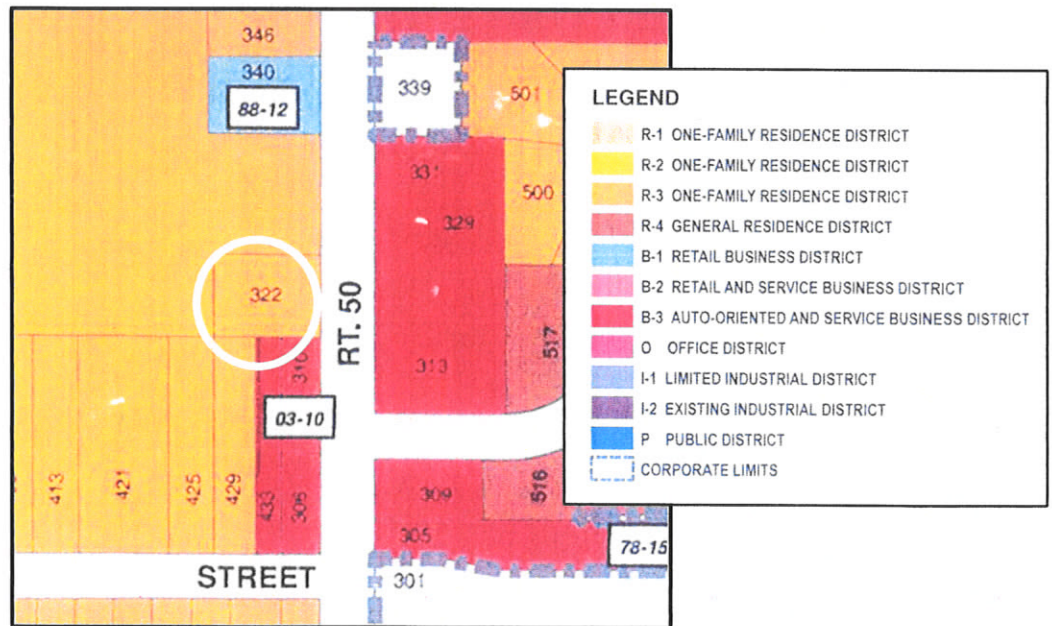 346
340
88-12
339
501
331
329
500
322
RT. 50
310
313
517
03-10
413
421
425
429
433
306
309
516
305
78-15
STREET
301
LEGEND
R-1 ONE-FAMILY RESIDENCE DISTRICT
R-2 ONE-FAMILY RESIDENCE DISTRICT
R-3 ONE-FAMILY RESIDENCE DISTRICT
R-4 GENERAL RESIDENCE DISTRICT
B-1 RETAIL BUSINESS DISTRICT
B-2 RETAIL AND SERVICE BUSINESS DISTRICT
B-3 AUTO-ORIENTED AND SERVICE BUSINESS DISTRICT
O OFFICE DISTRICT
I-1 LIMITED INDUSTRIAL DISTRICT
I-2 EXISTING INDUSTRIAL DISTRICT
P PUBLIC DISTRICT
CORPORATE LIMITS